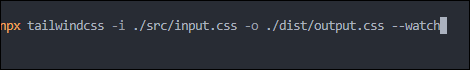 npx tailwindcss -i ./src/input.css -o ./dist/output.css --watch